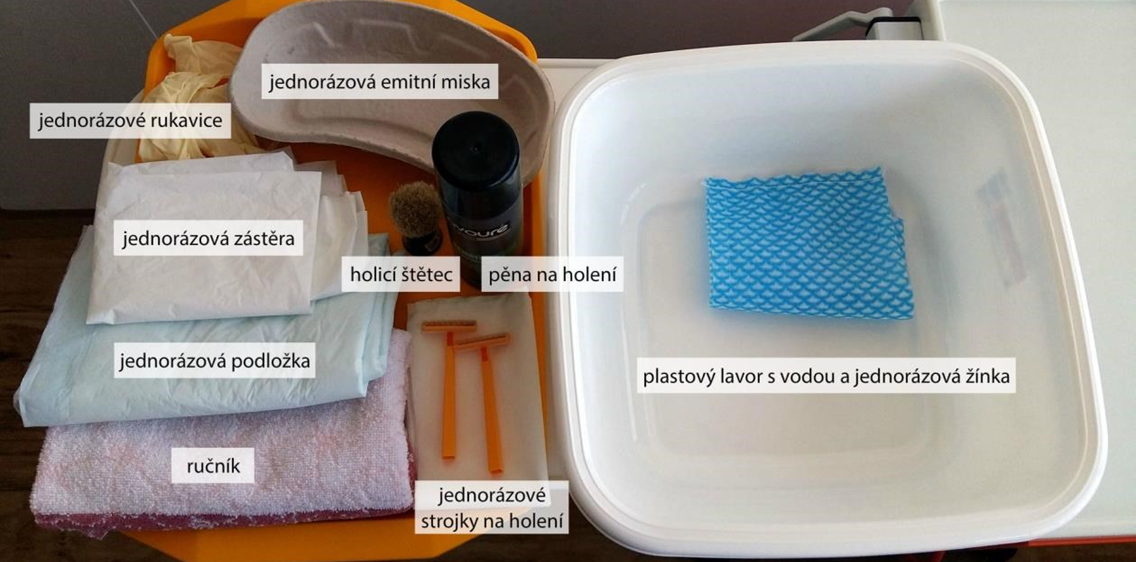 jednorázová emitní miska
jednorázové rukavice
jednorázová zástěra
holicí štětec
pěna na holení
jednorázová podložka
plastový lavor s vodou a jednorázová žínka
ručník
jednorázové
strojky na holení